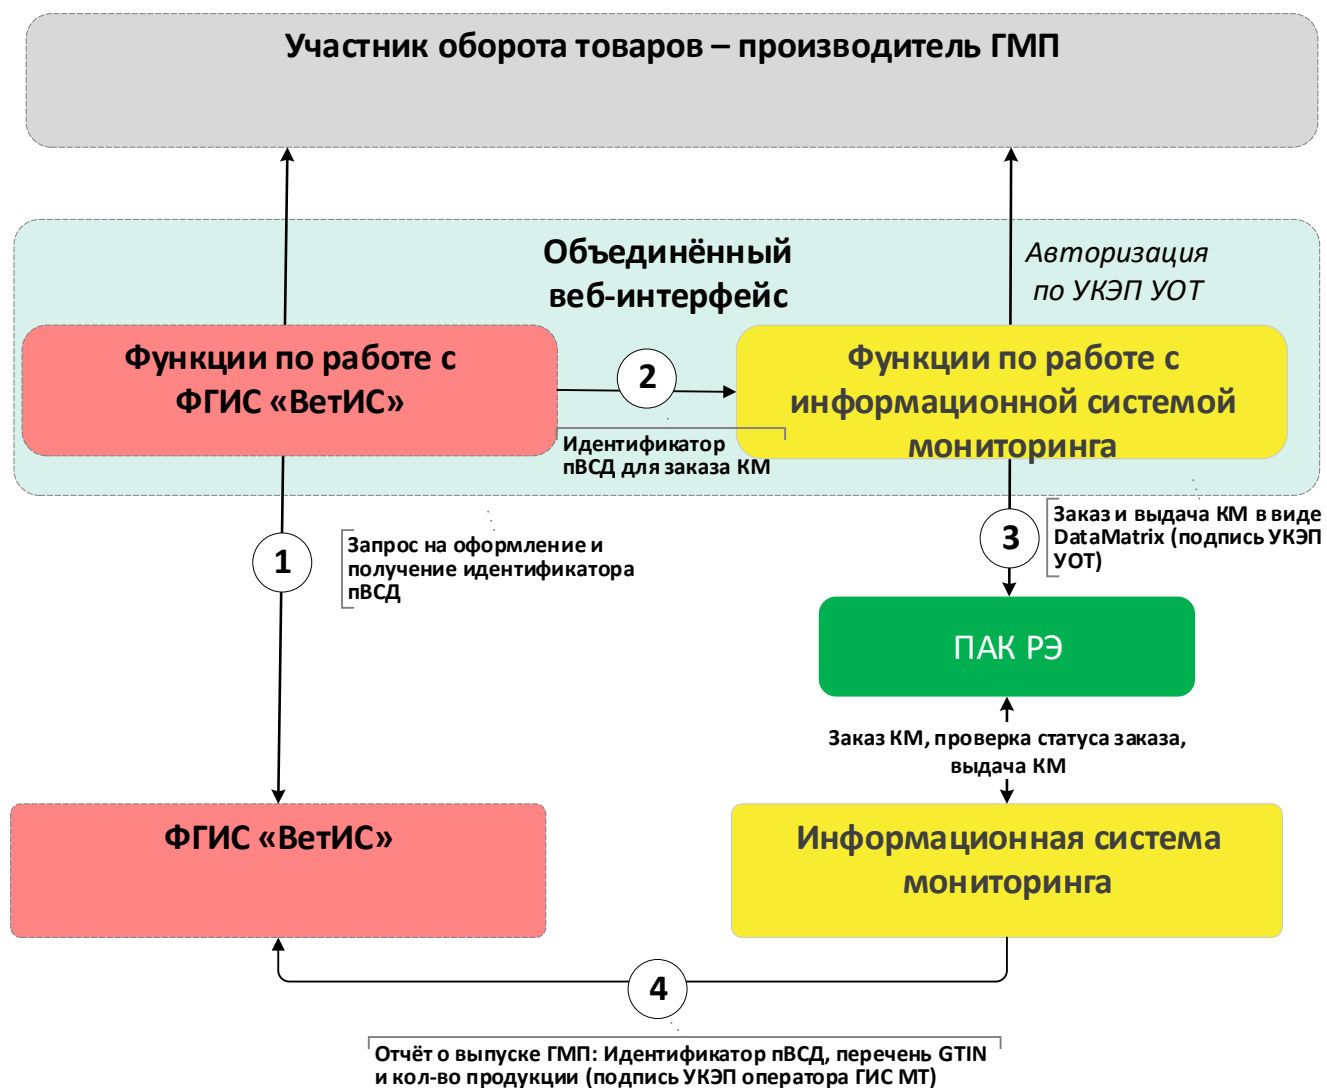 Участник оборота товаров – производитель ГМП
Объединённый
веб-интерфейс
Авторизация
по УКЭП УОТ
Функции по работе с
ФГИС «ВетИС»
2
Функции по работе с
информационной системой
мониторинга
Идентификатор
пВСД для заказа КМ
1
Запрос на оформление и
получение идентификатора
пВСД
3
Заказ и выдача КМ в виде
DataMatrix (подпись УКЭП
УОТ)
ПАК РЭ
Заказ КМ, проверка статуса заказа,
выдача КМ
ФГИС «ВетИС»
Информационная система
мониторинга
4
Отчёт о выпуске ГМП: Идентификатор пВСД, перечень GTIN
и кол-во продукции (подпись УКЭП оператора ГИС МТ)